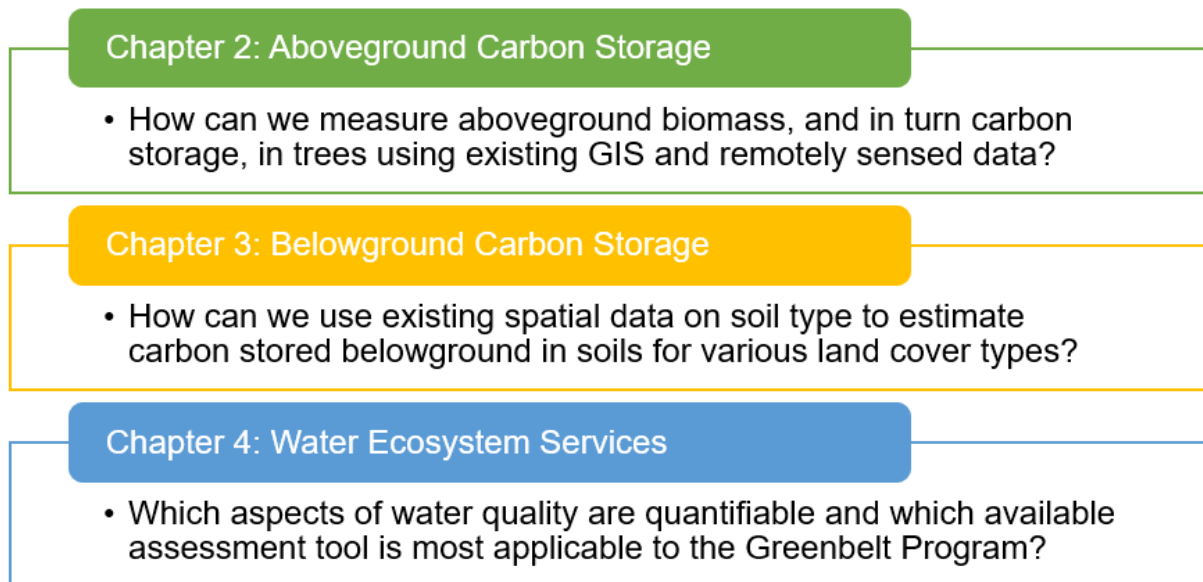 Chapter 2: Aboveground Carbon Storage
• How can we measure aboveground biomass, and in turn carbon
storage, in trees using existing GIS and remotely sensed data?
Chapter 3: Belowground Carbon Storage
• How can we use existing spatial data on soil type to estimate
carbon stored belowground in soils for various land cover types?
Chapter 4: Water Ecosystem Services
• Which aspects of water quality are quantifiable and which available
assessment tool is most applicable to the Greenbelt Program?